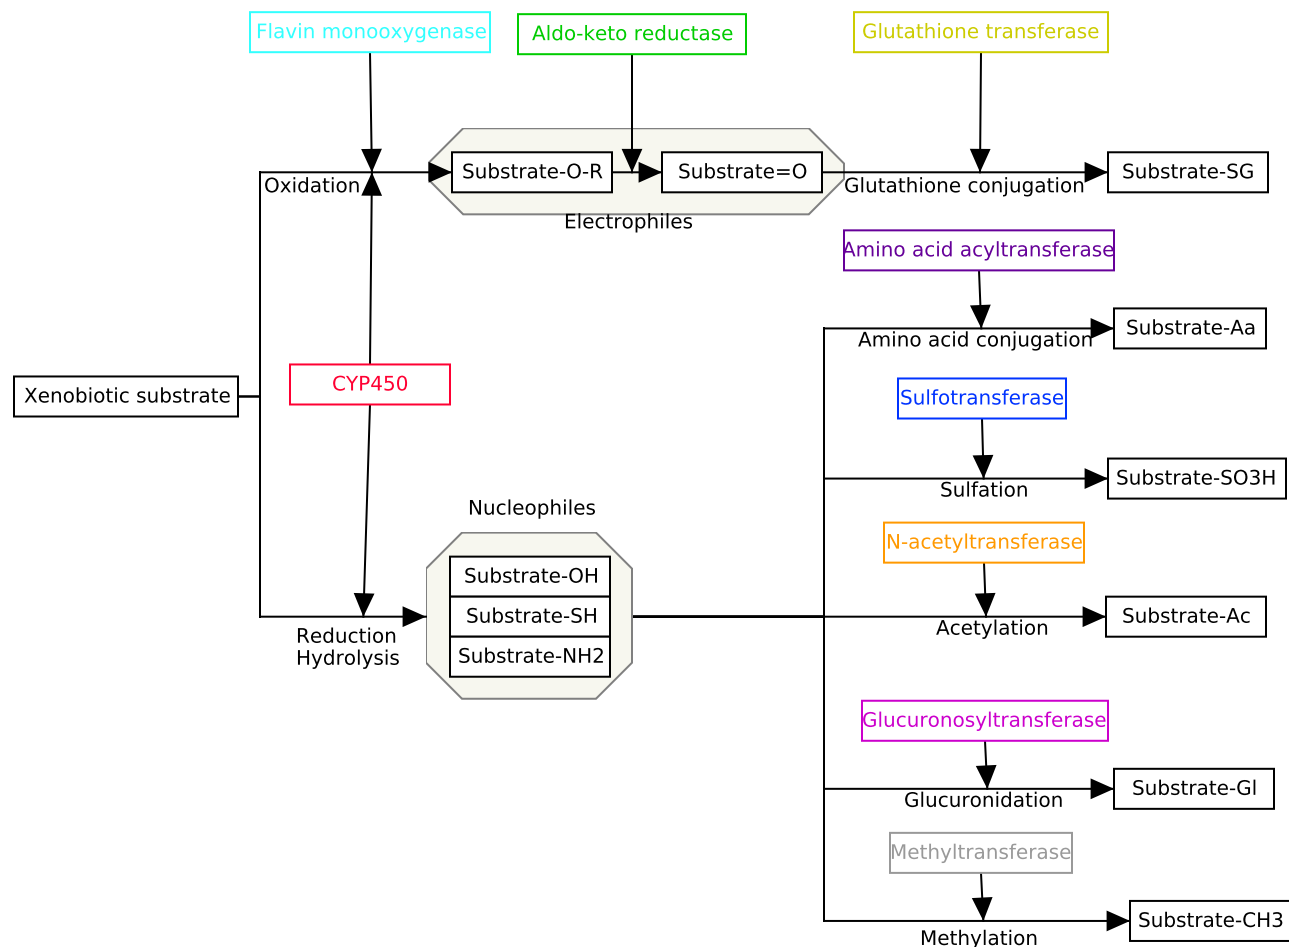 Flavin monooxygenase
Aldo-keto reductase
Glutathione transferase
Oxidation
Substrate-O-R
Substrate=O
Glutathione conjugation
Substrate-SG
Electrophiles
Amino acid acyltransferase
Amino acid conjugation
Substrate-Aa
Xenobiotic substrate
CYP450
Sulfotransferase
Sulfation
Substrate-SO3H
Nucleophiles
N-acetyltransferase
Substrate-OH
Substrate-SH
Substrate-NH2
Reduction
Hydrolysis
Acetylation
Substrate-Ac
Glucuronosyltransferase
Glucuronidation
Substrate-Gl
Methyltransferase
Methylation
Substrate-CH3